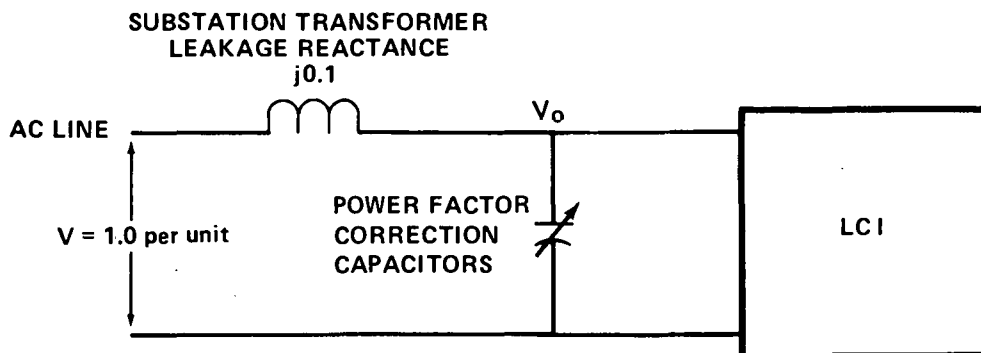 SUBSTATION TRANSFORMER
LEAKAGE REACTANCE
j0.1
AC LINE
Vo
V = 1.0 per unit
POWER FACTOR
CORRECTION
CAPACITORS
LCI